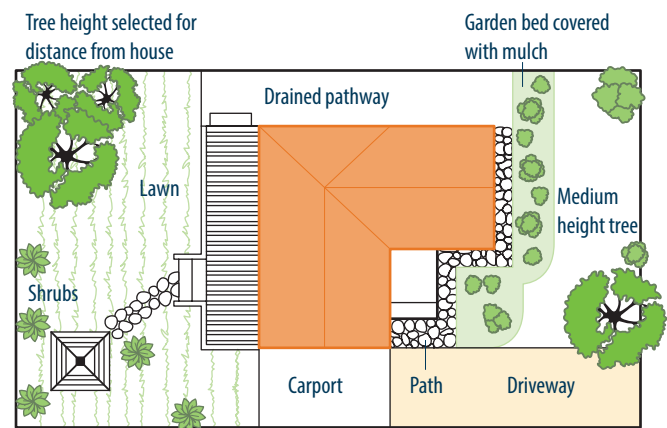 Tree height selected for
distance from house
Garden bed covered
with mulch
Drained pathway
Lawn
Medium
height tree
Shrubs
Carport
Path
Driveway